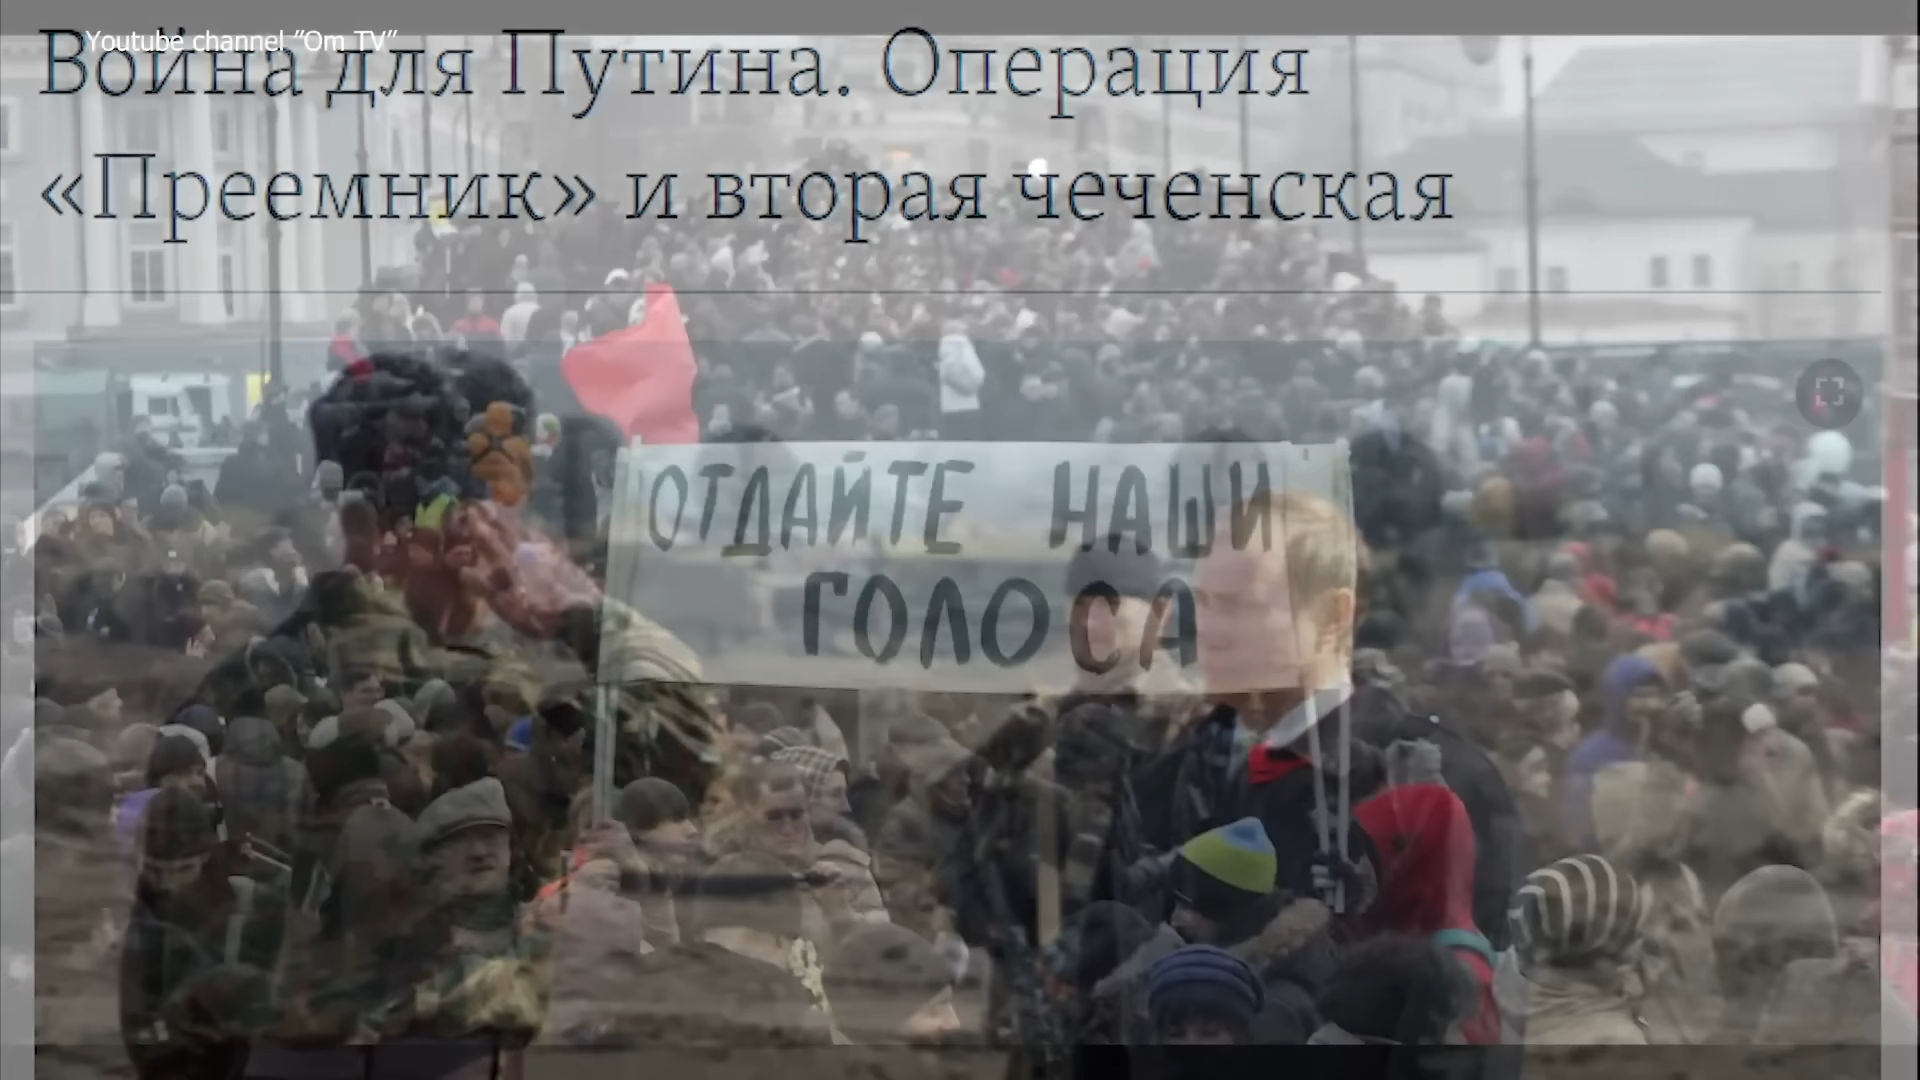 Youtube channel "Om TV"
Война для Путина. Операция
«Преемник» и вторая чеченская
ОТДАЙТЕ НАШИ
ГОЛОСА